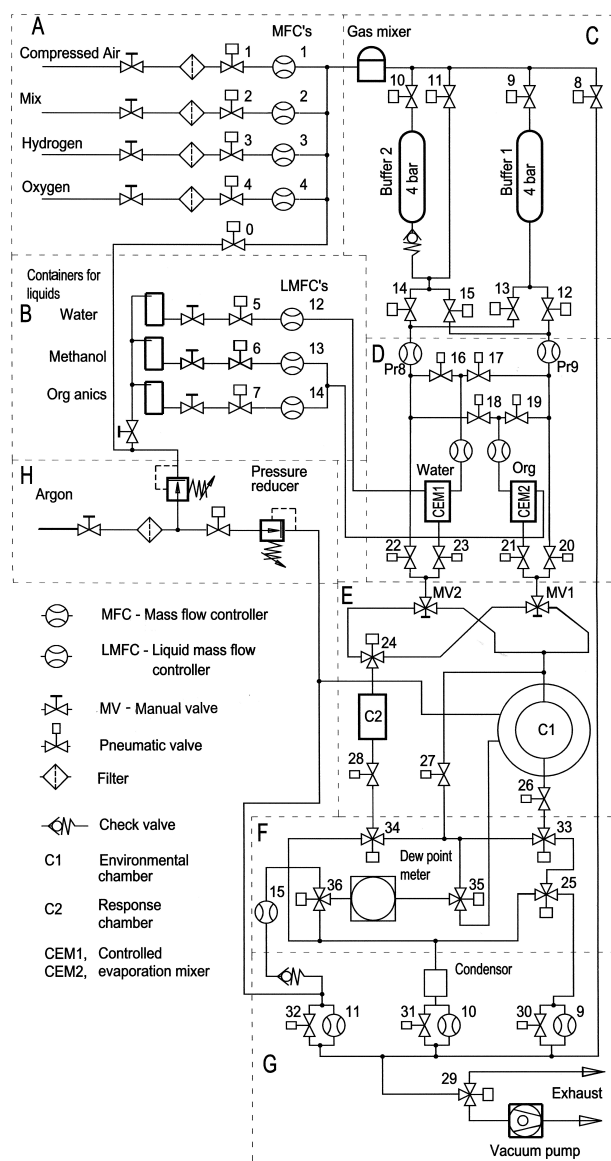 A
MFC's
Gas mixer
C
Compressed Air
1
1
10
11
9
8
Mix
2
2
Hydrogen
3
3
Buffer 2
4 bar
Buffer 1
4 bar
Oxygen
4
4
0
Containers for
liquids
LMFC's
14
15
13
12
B
Water
5
12
D
16
17
Methanol
6
13
Pr8
Pr9
Org anics
7
14
18
19
H
Water
Org
Argon
Pressure
reducer
CEM1
CEM2
22
23
21
20
E
MV2
MV1
MFC - Mass flow controller
24
LMFC - Liquid mass flow
controller
MV - Manual valve
C2
C1
Pneumatic valve
28
27
Filter
26
Check valve
F
34
33
C1
Environmental
chamber
Dew point
meter
15
36
35
25
C2
Response
chamber
CEM1,
Controlled
CEM2,
evaporation mixer
Condensor
32
11
31
10
30
9
G
29
Exhaust
Vacuum pump